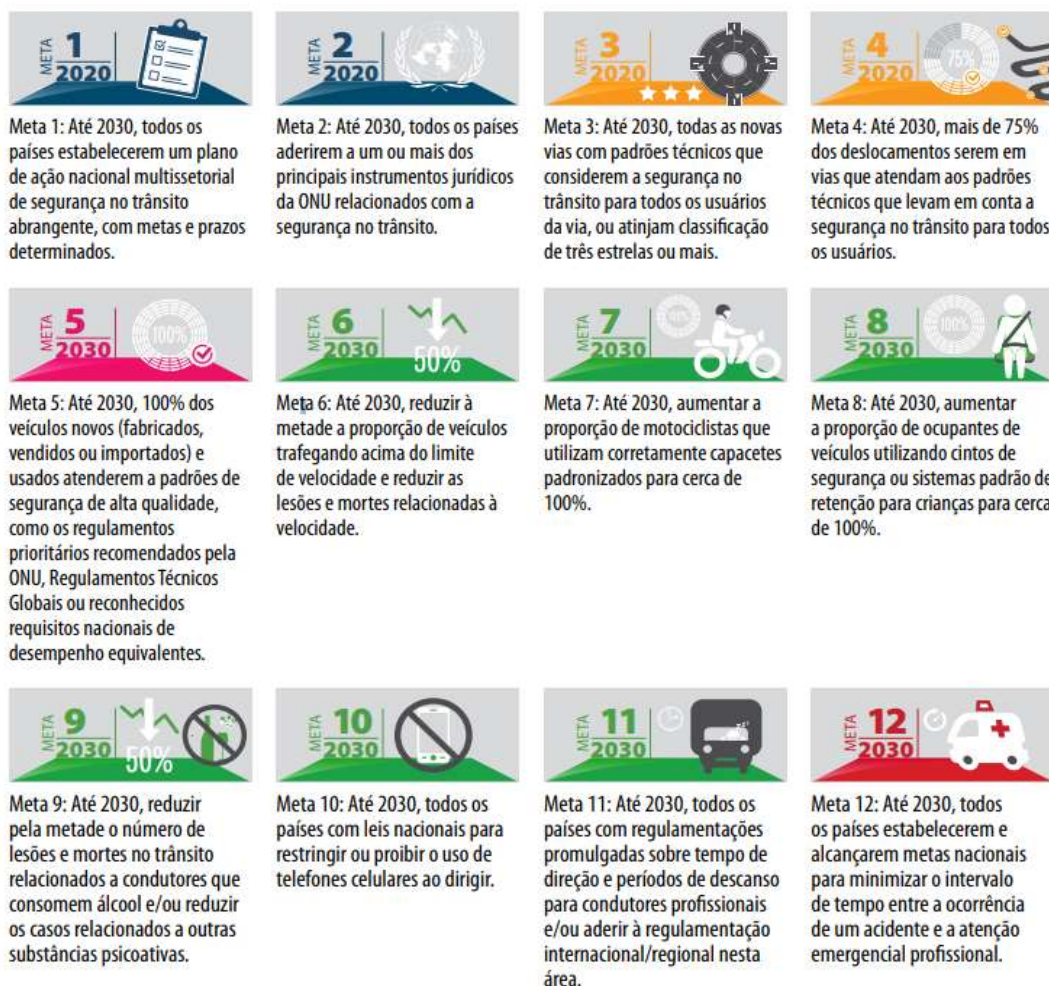 META 1 2020
Meta 1: Até 2030, todos os
países estabelecerem um plano
de ação nacional multissetorial
de segurança no trânsito
abrangente, com metas e prazos
determinados.
META 2 2020
Meta 2: Até 2030, todos os países
aderirem a um ou mais dos
principais instrumentos jurídicos
da ONU relacionados com a
segurança no trânsito.
META 3 2020
Meta 3: Até 2030, todas as novas
vias com padrões técnicos que
considerem a segurança no
trânsito para todos os usuários
da via, ou atinjam classificação
de três estrelas ou mais.
META 4 2020 75%
Meta 4: Até 2030, mais de 75%
dos deslocamentos serem em
vias que atendam aos padrões
técnicos que levam em conta a
segurança no trânsito para todos
os usuários.
META 5 2030 100%
Meta 5: Até 2030, 100% dos
veículos novos (fabricados,
vendidos ou importados) e
usados atenderem a padrões de
segurança de alta qualidade,
como os regulamentos
prioritários recomendados pela
ONU, Regulamentos Técnicos
Globais ou reconhecidos
requisitos nacionais de
desempenho equivalentes.
META 6 2030 50%
Meta 6: Até 2030, reduzir à
metade a proporção de veículos
trafegando acima do limite
de velocidade e reduzir as
lesões e mortes relacionadas à
velocidade.
META 7 2030 100%
Meta 7: Até 2030, aumentar a
proporção de motociclistas que
utilizam corretamente capacetes
padronizados para cerca de
100%.
META 8 2030 100%
Meta 8: Até 2030, aumentar
a proporção de ocupantes de
veículos utilizando cintos de
segurança ou sistemas padrão de
retenção para crianças para cerca
de 100%.
META 9 2030 50%
Meta 9: Até 2030, reduzir
pela metade o número de
lesões e mortes no trânsito
relacionados a condutores que
consomem álcool e/ou reduzir
os casos relacionados a outras
substâncias psicoativas.
META 10 2030
Meta 10: Até 2030, todos os
países com leis nacionais para
restringir ou proibir o uso de
telefones celulares ao dirigir.
META 11 2030
Meta 11: Até 2030, todos os
países com regulamentações
promulgadas sobre tempo de
direção e períodos de descanso
para condutores profissionais
e/ou aderir à regulamentação
internacional/regional nesta
área.
META 12 2030
Meta 12: Até 2030, todos
os países estabelecerem e
alcançarem metas nacionais
para minimizar o intervalo
de tempo entre a ocorrência
de um acidente e a atenção
emergencial profissional.